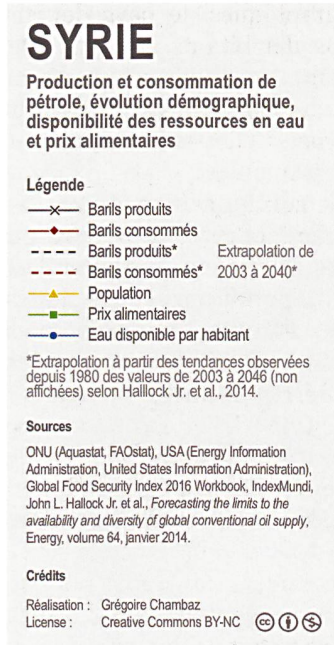 SYRIE
Production et consommation de
pétrole, évolution démographique,
disponibilité des ressources en eau
et prix alimentaires
Légende
Barils produits
Barils consommés
Barils produits* Extrapolation de
Barils consommés* 2003 à 2040*
Population
Prix alimentaires
Eau disponible par habitant
*Extrapolation à partir des tendances observées
depuis 1980 des valeurs de 2003 à 2046 (non
affichées) selon Halllock Jr. et al., 2014.
Sources
ONU (Aquastat, FAOstat), USA (Energy Information
Administration, United States Information Administration),
Global Food Security Index 2016 Workbook, IndexMundi,
John L. Hallock Jr. et al., Forecasting the limits to the
availability and diversity of global conventional oil supply,
Energy, volume 64, janvier 2014.
Crédits
Réalisation : Grégoire Chambaz
License : Creative Commons BY-NC cc